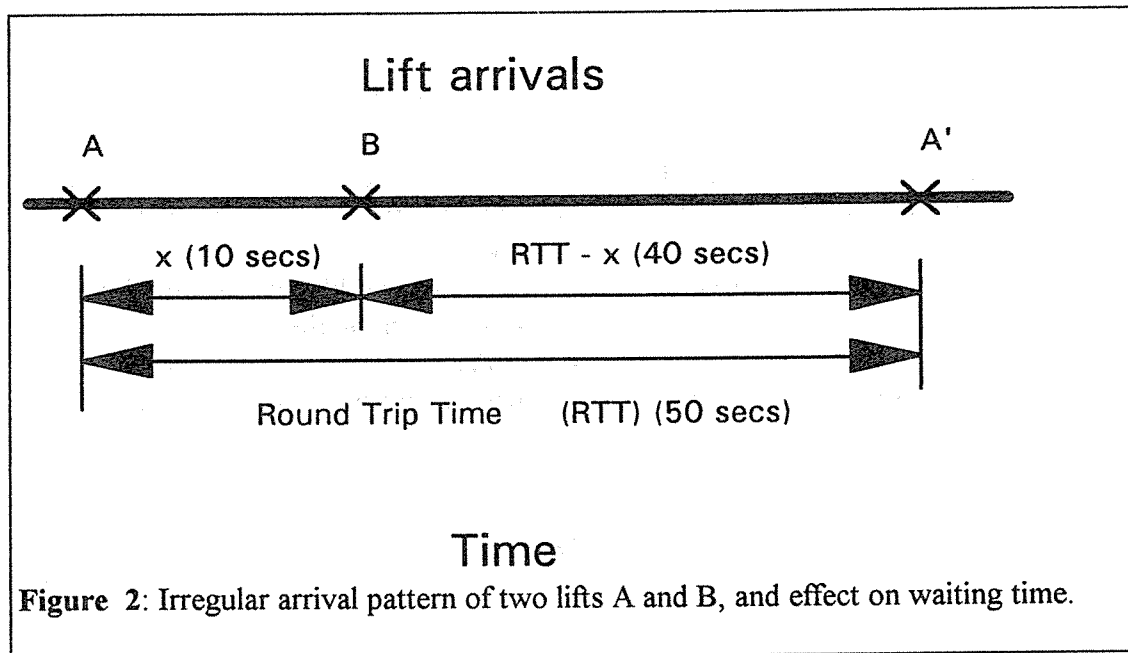 Lift arrivals
A B A'
x (10 secs) RTT - x (40 secs)
Round Trip Time (RTT) (50 secs)
Time
Figure 2: Irregular arrival pattern of two lifts A and B, and effect on waiting time.